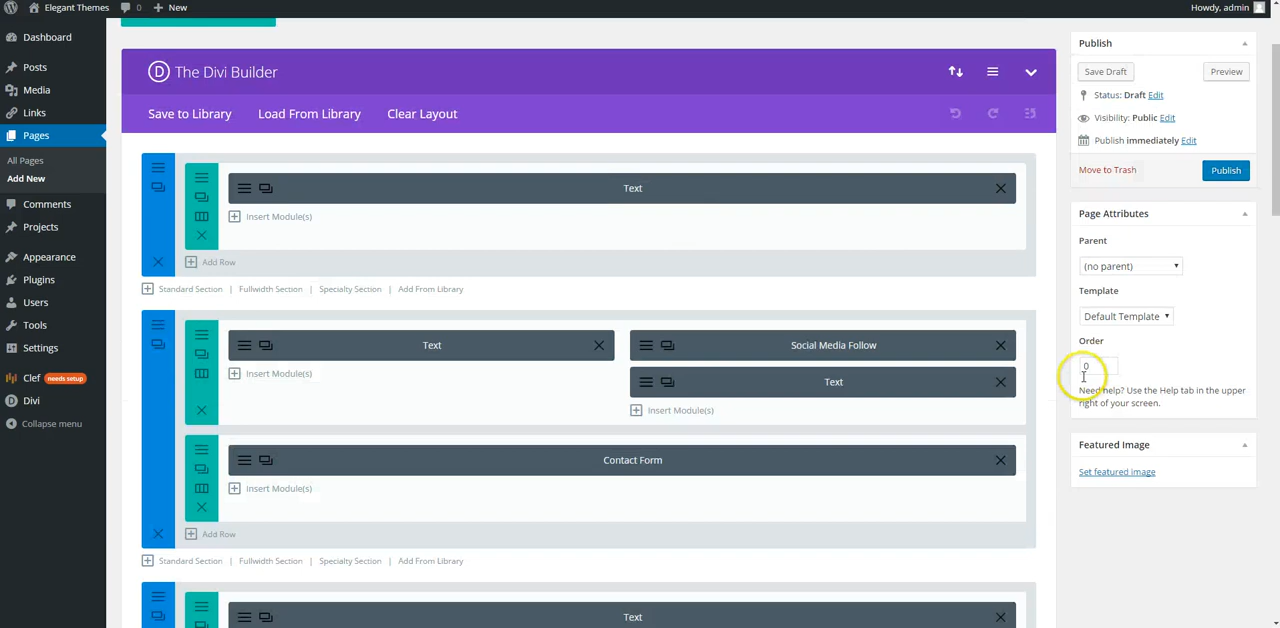 Elegant Themes 0 New Howdy, admin
Dashboard
Posts
Media
Links
Pages
All Pages
Add New
Comments
Projects
Appearance
Plugins
Users
Tools
Settings
Clef needs setup
Divi
Collapse menu
D The Divi Builder
Save to Library Load From Library Clear Layout
Text
Insert Module(s)
Add Row
Standard Section | Fullwidth Section | Specialty Section | Add From Library
Text
Insert Module(s)
Social Media Follow
Text
Insert Module(s)
Contact Form
Insert Module(s)
Add Row
Standard Section | Fullwidth Section | Specialty Section | Add From Library
Text
Publish
Save Draft Preview
Status: Draft Edit
Visibility: Public Edit
Publish immediately Edit
Move to Trash Publish
Page Attributes
Parent
(no parent)
Template
Default Template
Order
0
Need help? Use the Help tab in the upper
right of your screen.
Featured Image
Set featured image